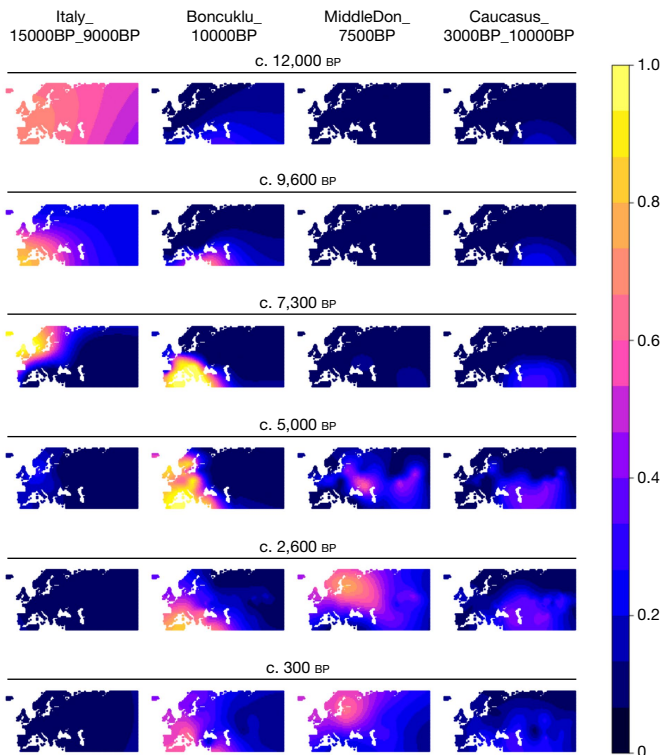 Italy_ Boncuklu_ MiddleDon_ Caucasus_
15000BP_9000BP 10000BP 7500BP 3000BP_10000BP
c. 12,000 BP
1.0
c. 9,600 BP
0.8
c. 7,300 BP
0.6
c. 5,000 BP
0.4
c. 2,600 BP
0.2
c. 300 BP
0